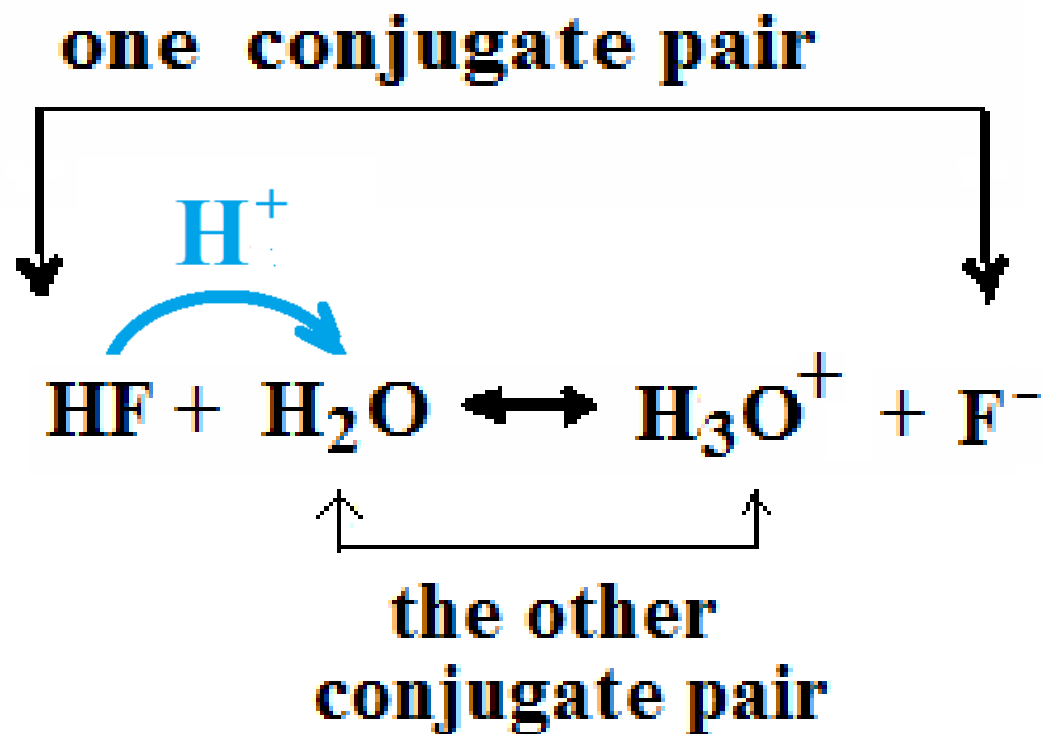 one conjugate pair
H⁺
HF + H₂O ⟷ H₃O⁺ + F⁻
the other
conjugate pair